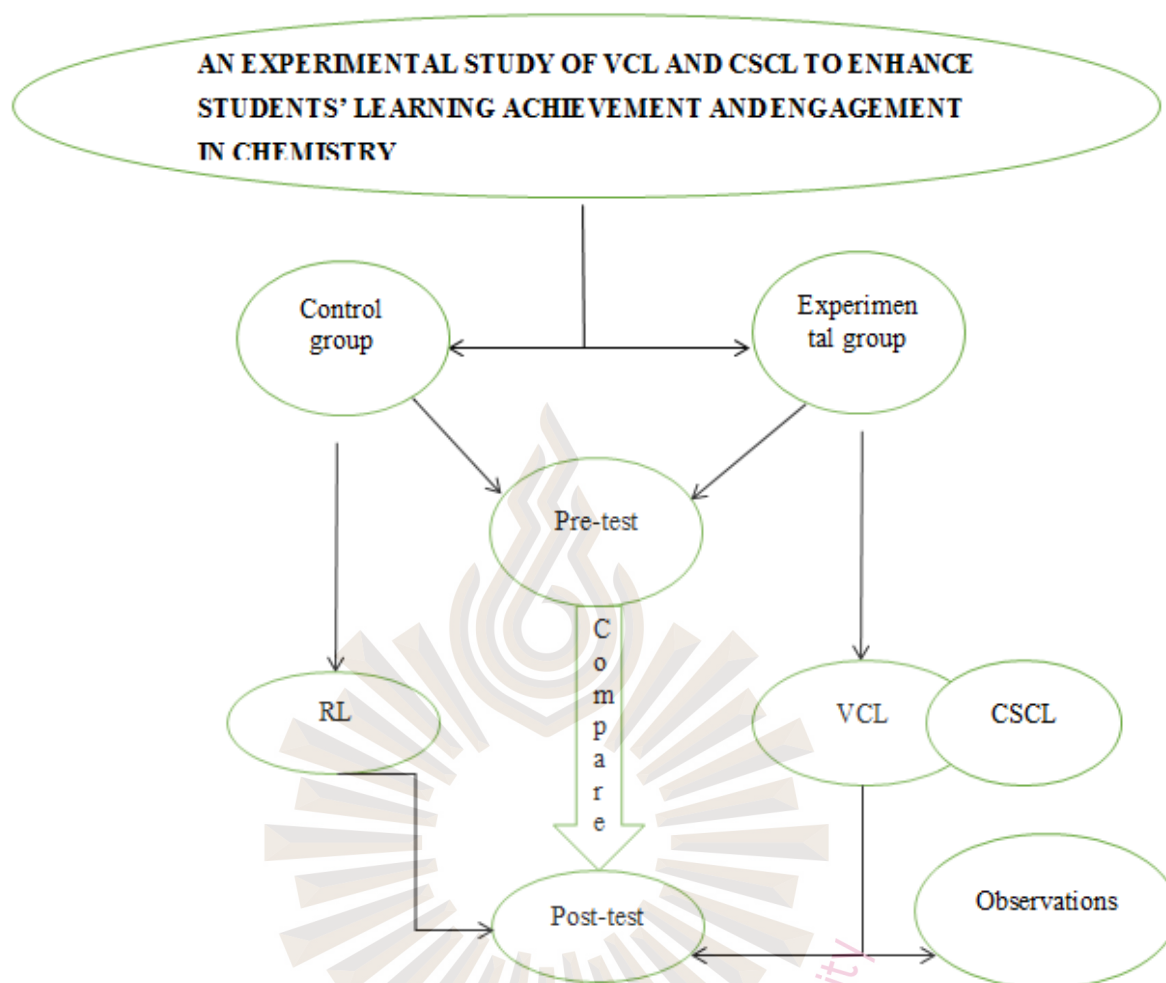 AN EXPERIMENTAL STUDY OF VCL AND CSCL TO ENHANCE
STUDENTS’ LEARNING ACHIEVEMENT AND ENGAGEMENT
IN CHEMISTRY
Control
group
Experimen
tal group
Pre-test
C
o
m
p
a
r
e
RL
VCL
CSCL
Post-test
Observations